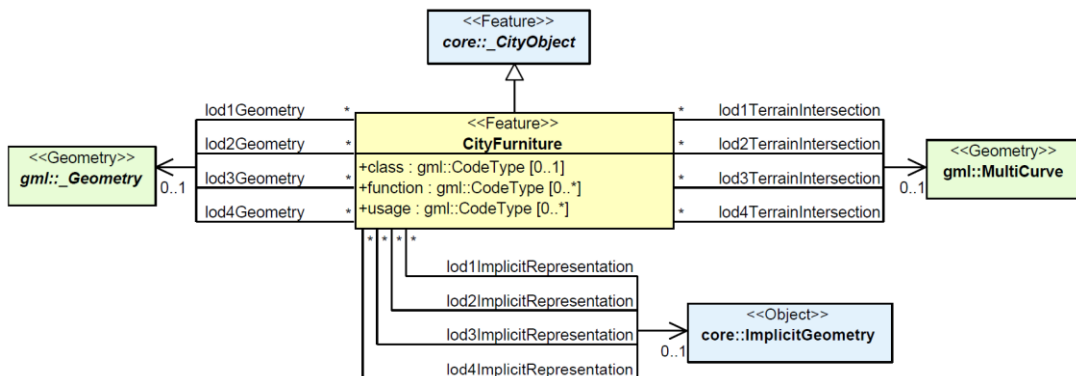 <<Feature>>
core::_CityObject
lod1Geometry * <<Feature>> * lod1TerrainIntersection
lod2Geometry * CityFurniture * lod2TerrainIntersection
<<Geometry>> <<Geometry>>
gml::_Geometry +class : gml::CodeType [0..1] gml::MultiCurve
0..1 lod3Geometry * +function : gml::CodeType [0..*] * lod3TerrainIntersection 0..1
lod4Geometry * +usage : gml::CodeType [0..*] * lod4TerrainIntersection
* * * *
lod1ImplicitRepresentation
lod2ImplicitRepresentation
<<Object>>
core::ImplicitGeometry
lod3ImplicitRepresentation 0..1
lod4ImplicitRepresentation